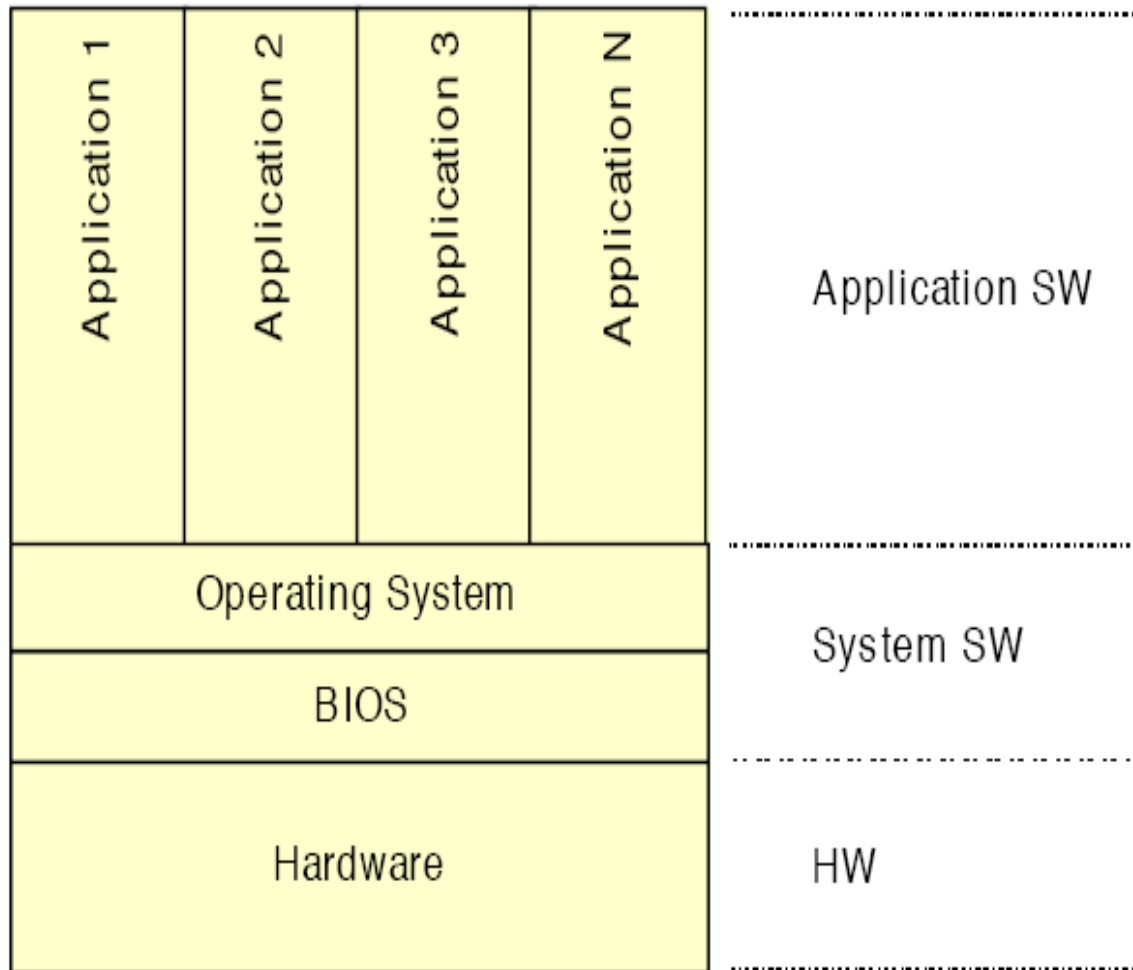 Application 1
Application 2
Application 3
Application N
Application SW
Operating System
System SW
BIOS
Hardware
HW